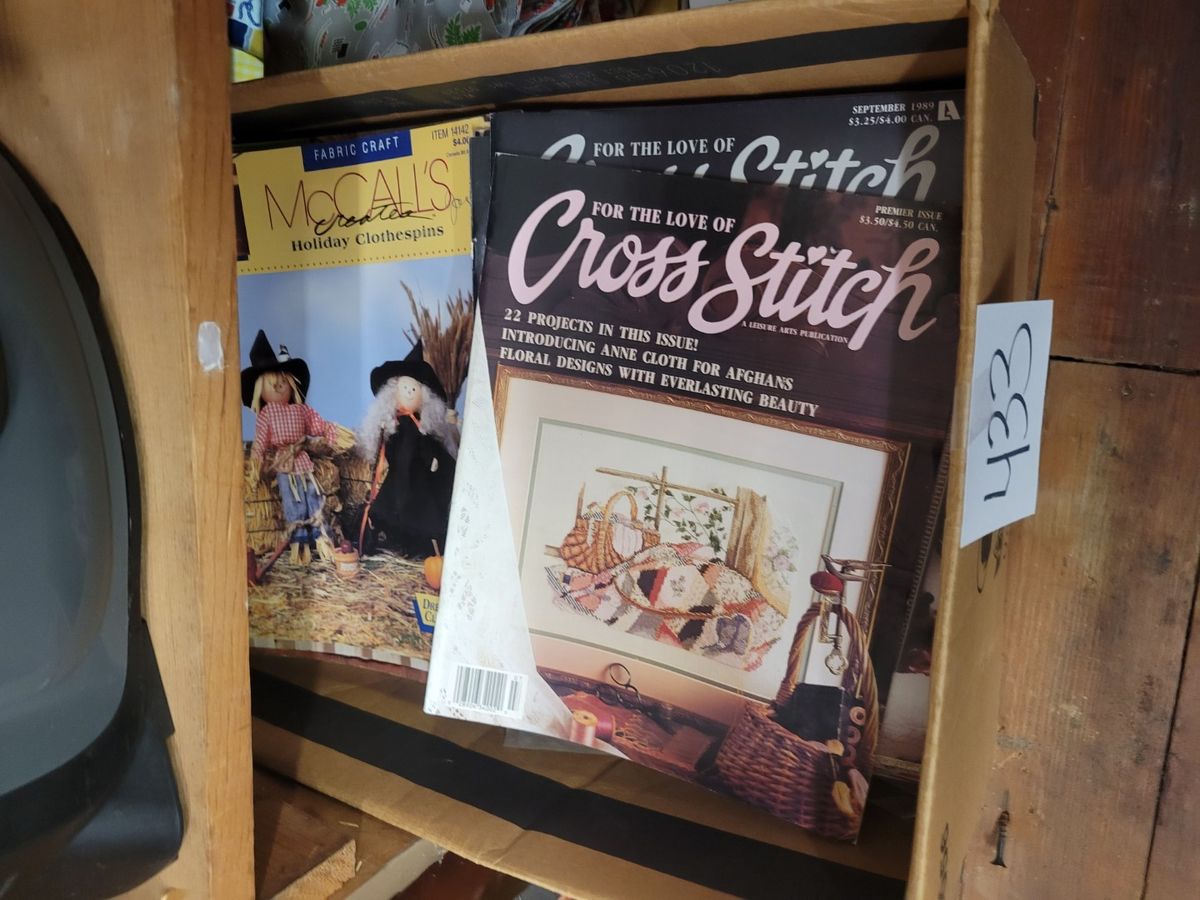 FABRIC CRAFT
ITEM 14142
McCALL'S
creates
Holiday Clothespins
SEPTEMBER 1989
$3.25/$4.00 CAN.
FOR THE LOVE OF
Cross Stitch
PREMIER ISSUE
$3.50/$4.50 CAN.
FOR THE LOVE OF
Cross Stitch
A LEISURE ARTS PUBLICATION
22 PROJECTS IN THIS ISSUE!
INTRODUCING ANNE CLOTH FOR AFGHANS
FLORAL DESIGNS WITH EVERLASTING BEAUTY
433